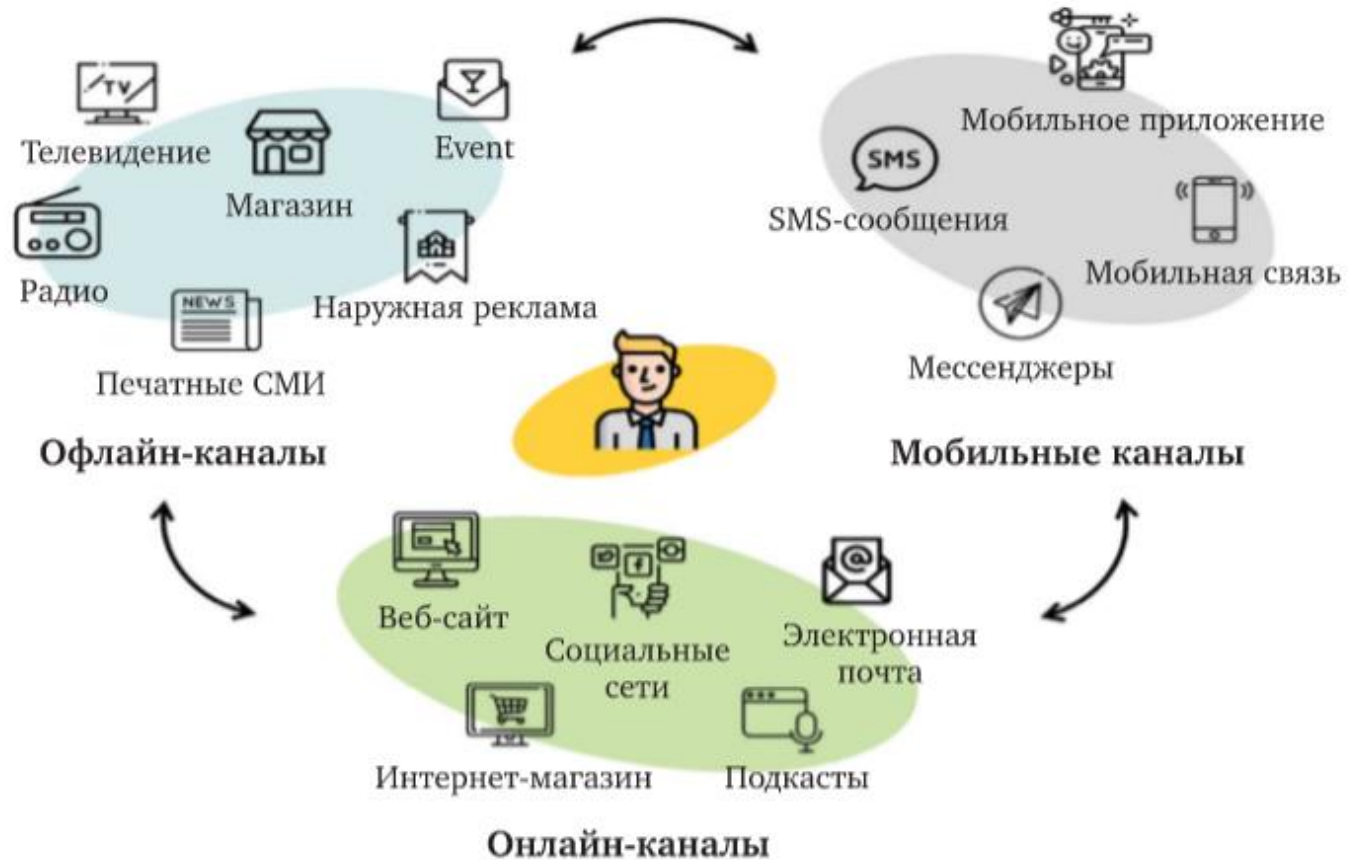 TV
Телевидение
Магазин
Event
Радио
NEWS
Печатные СМИ
Наружная реклама
Офлайн-каналы
Мобильное приложение
SMS
SMS-сообщения
Мобильная связь
Мессенджеры
Мобильные каналы
Веб-сайт
f
Социальные
сети
@
Электронная
почта
Интернет-магазин
Подкасты
Онлайн-каналы